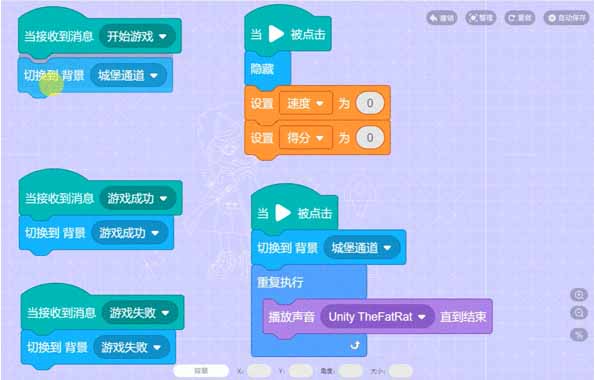 当接收到消息 开始游戏
切换到 背景 城堡通道
当接收到消息 游戏成功
切换到 背景 游戏成功
当接收到消息 游戏失败
切换到 背景 游戏失败
当 被点击
隐藏
设置 速度 为 0
设置 得分 为 0
当 被点击
切换到 背景 城堡通道
重复执行
播放声音 Unity TheFatRat 直到结束
撤销 整理 重做 自动保存
背景 X: Y: 角度: 大小: